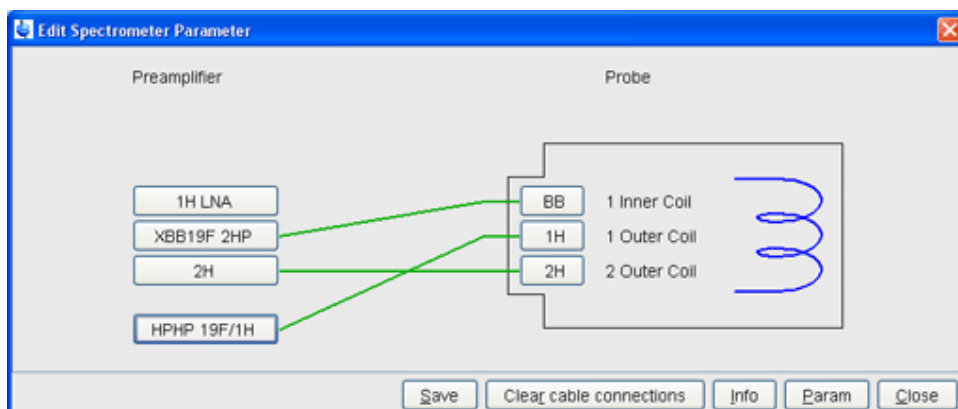 Edit Spectrometer Parameter
Preamplifier Probe
1H LNA BB 1 Inner Coil
XBB19F 2HP 1H 1 Outer Coil
2H 2H 2 Outer Coil
HPHP 19F/1H
Save Clear cable connections Info Param Close